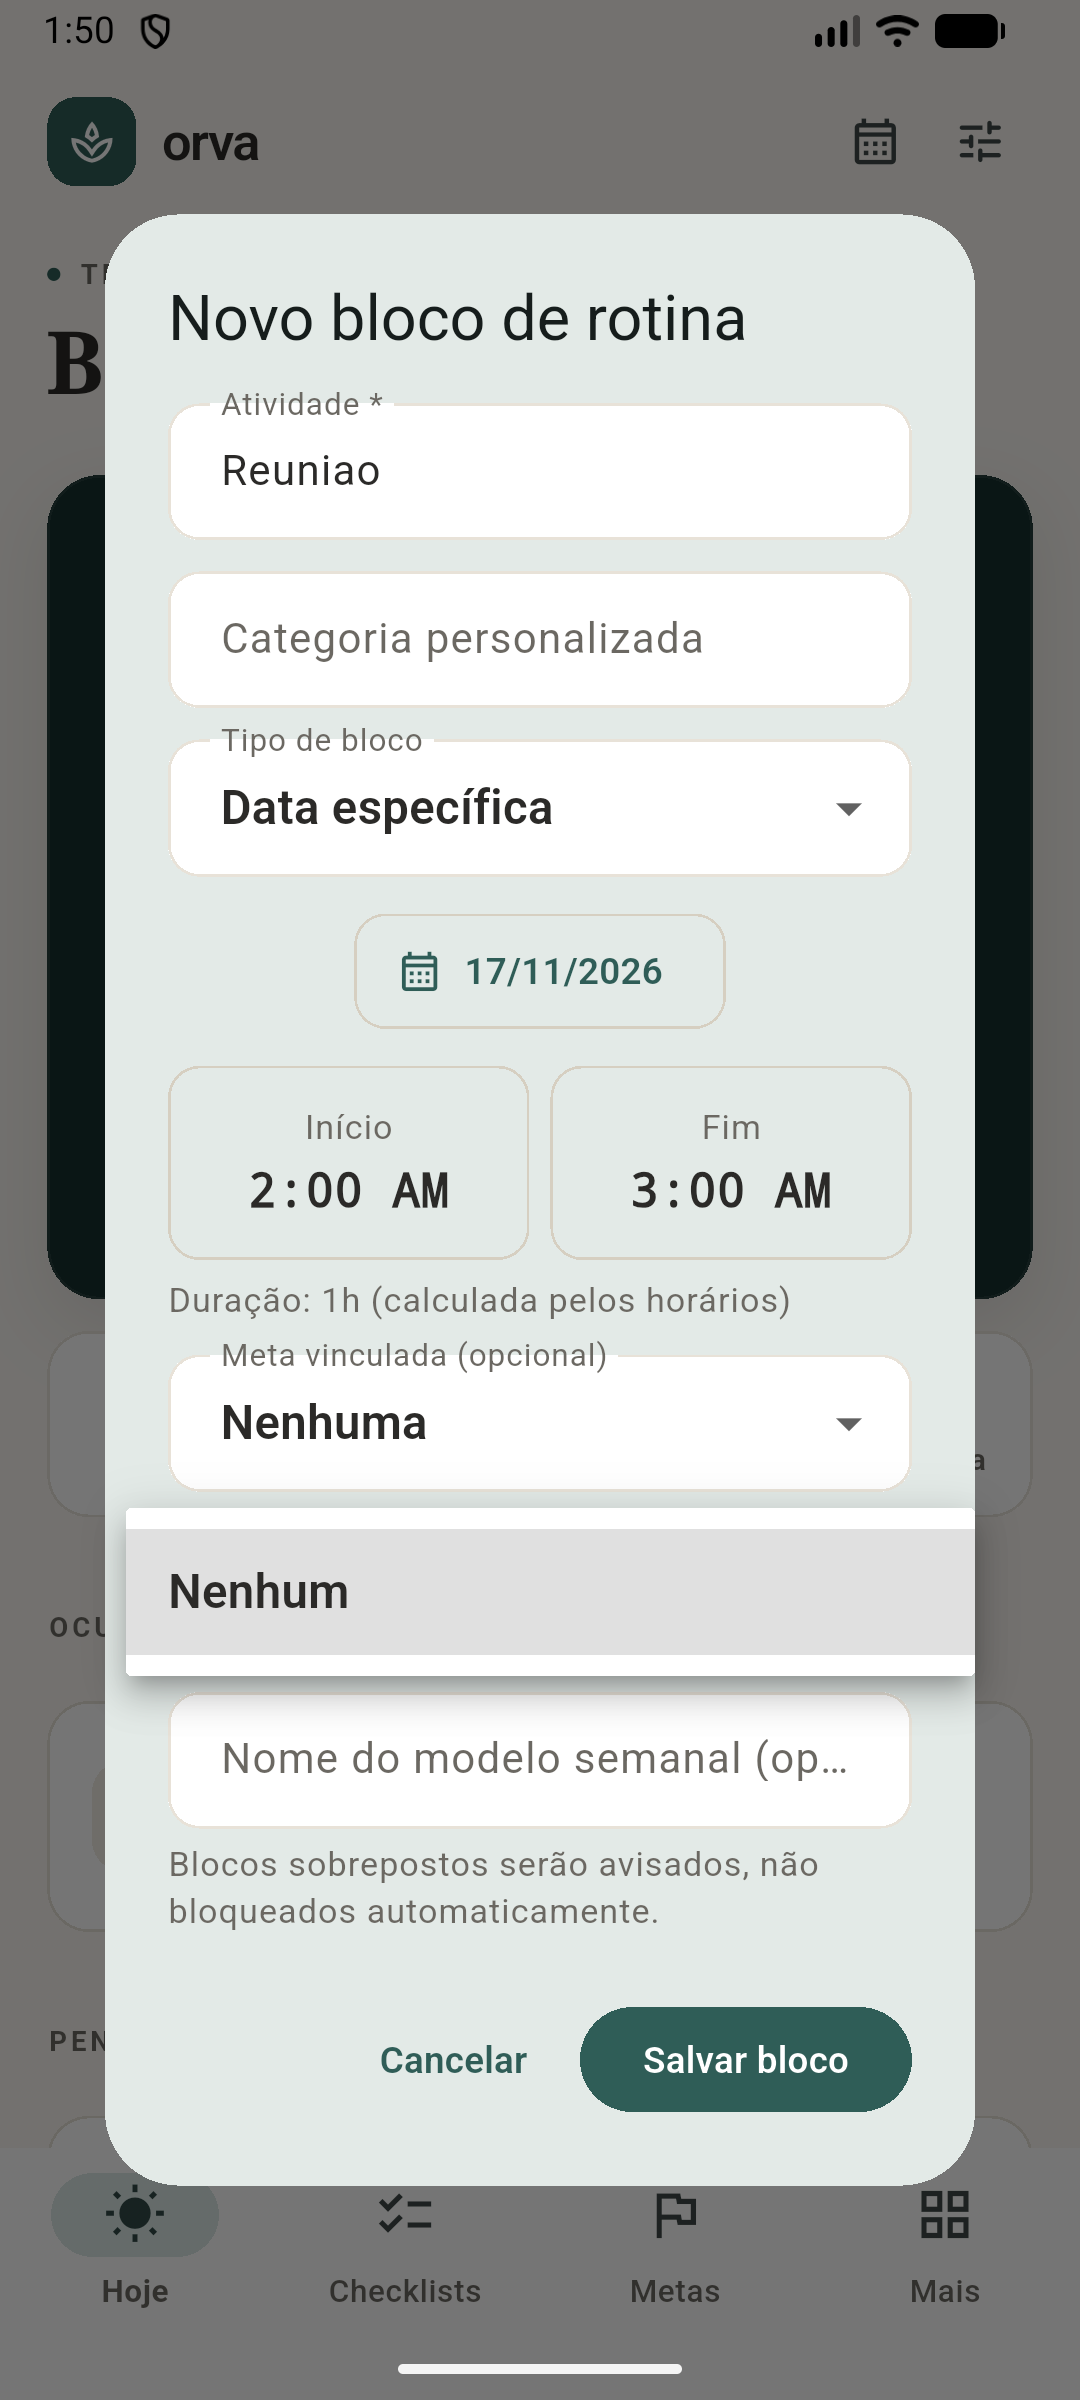 1:50
orva
B
Novo bloco de rotina
Atividade *
Reuniao
Categoria personalizada
Tipo de bloco
Data específica
17/11/2026
Início
2:00 AM
Fim
3:00 AM
Duração: 1h (calculada pelos horários)
Meta vinculada (opcional)
Nenhuma
a
Nenhum
OCU
Nome do modelo semanal (op…
Blocos sobrepostos serão avisados, não
bloqueados automaticamente.
PEN
Cancelar
Salvar bloco
Hoje
Checklists
Metas
Mais